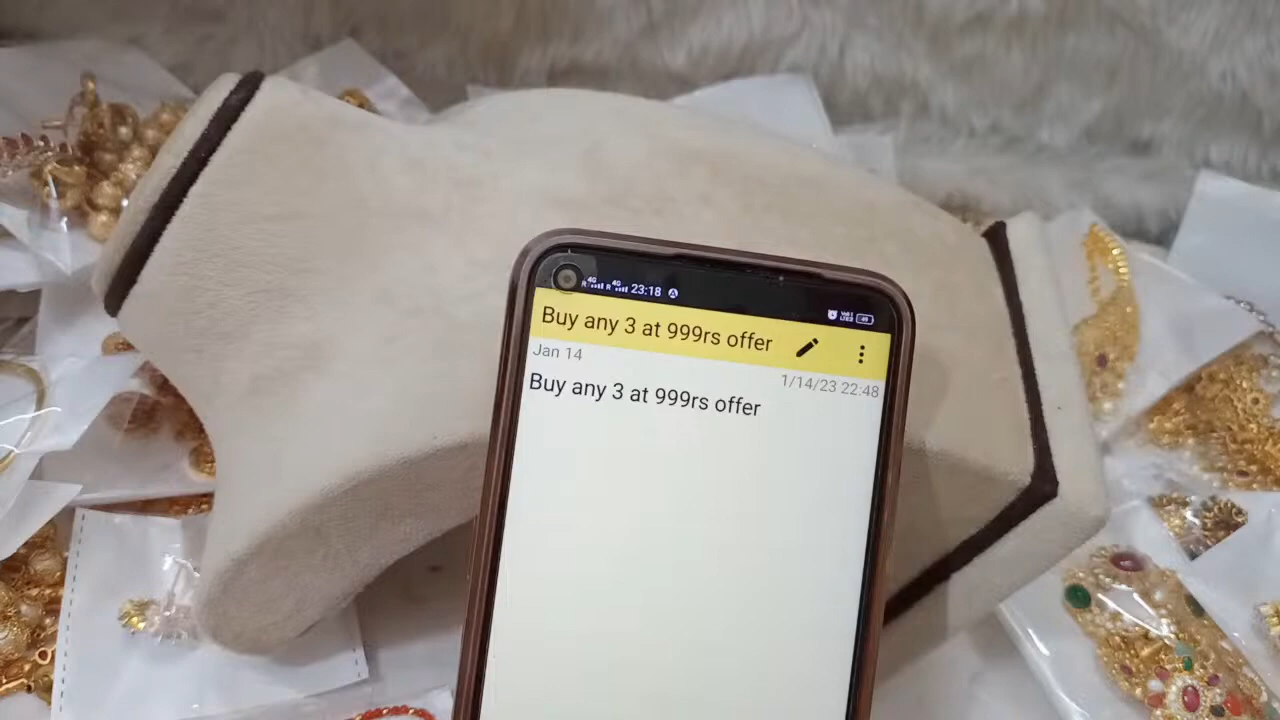 23:18
Buy any 3 at 999rs offer
Jan 14
1/14/23 22:48
Buy any 3 at 999rs offer